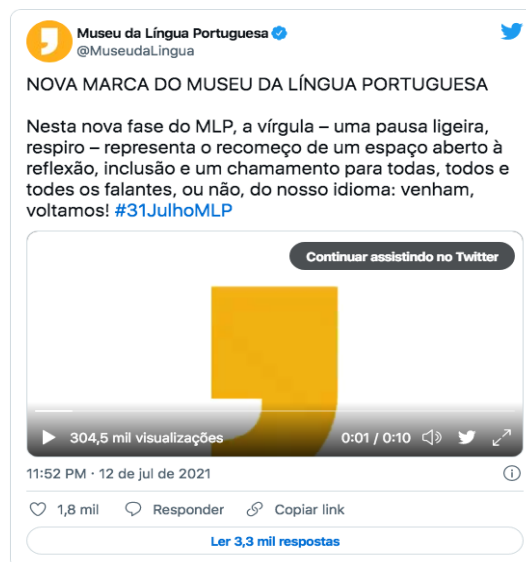 Museu da Língua Portuguesa
@MuseudaLingua
NOVA MARCA DO MUSEU DA LÍNGUA PORTUGUESA
Nesta nova fase do MLP, a vírgula – uma pausa ligeira,
respiro – representa o recomeço de um espaço aberto à
reflexão, inclusão e um chamamento para todas, todos e
todes os falantes, ou não, do nosso idioma: venham,
voltamos! #31JulhoMLP
Continuar assistindo no Twitter
304,5 mil visualizações 0:01 / 0:10
11:52 PM · 12 de jul de 2021
1,8 mil Responder Copiar link
Ler 3,3 mil respostas